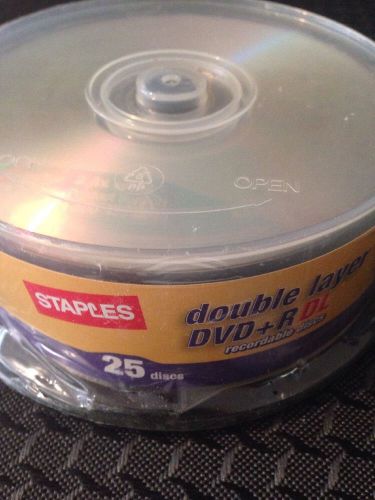 OPEN
STAPLES
double layer
DVD+R DL
recordable discs
25 discs